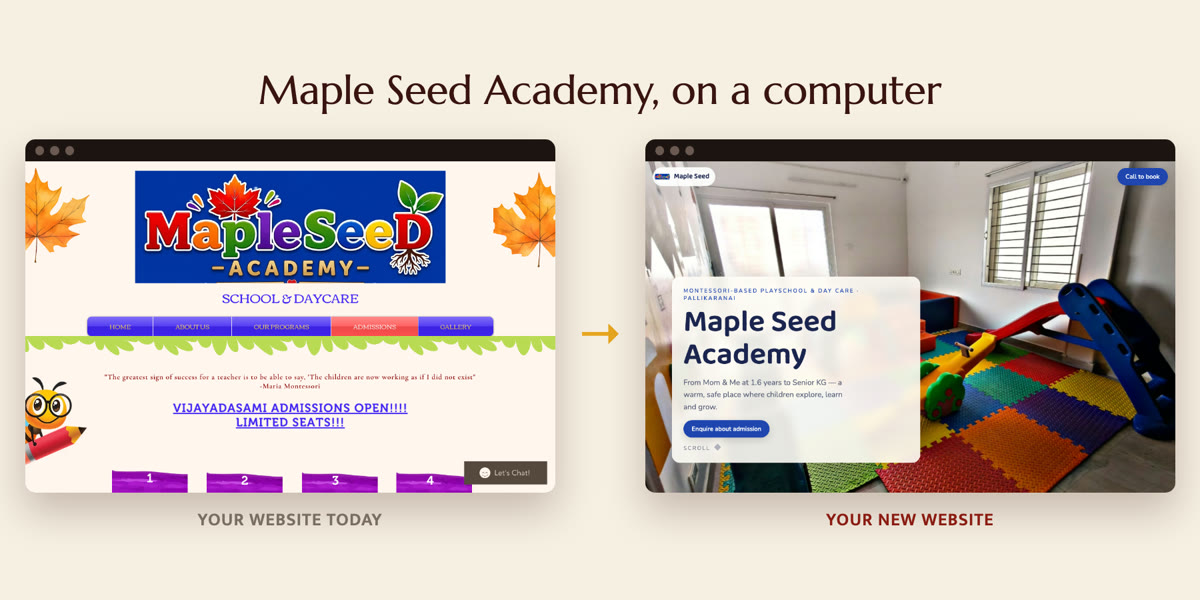 Maple Seed Academy, on a computer
MapleSeeD
–ACADEMY–
SCHOOL & DAYCARE
HOME
ABOUT US
OUR PROGRAMS
ADMISSIONS
GALLERY
"The greatest sign of success for a teacher is to be able to say, 'The children are now working as if I did not exist"
-Maria Montessori
VIJAYADASAMI ADMISSIONS OPEN!!!!
LIMITED SEATS!!!
1
2
3
4
Let's Chat!
YOUR WEBSITE TODAY
Maple Seed
Call to book
MONTESSORI-BASED PLAYSCHOOL & DAY CARE ·
PALLIKARANAI
Maple Seed
Academy
From Mom & Me at 1.6 years to Senior KG — a
warm, safe place where children explore, learn
and grow.
Enquire about admission
SCROLL
YOUR NEW WEBSITE